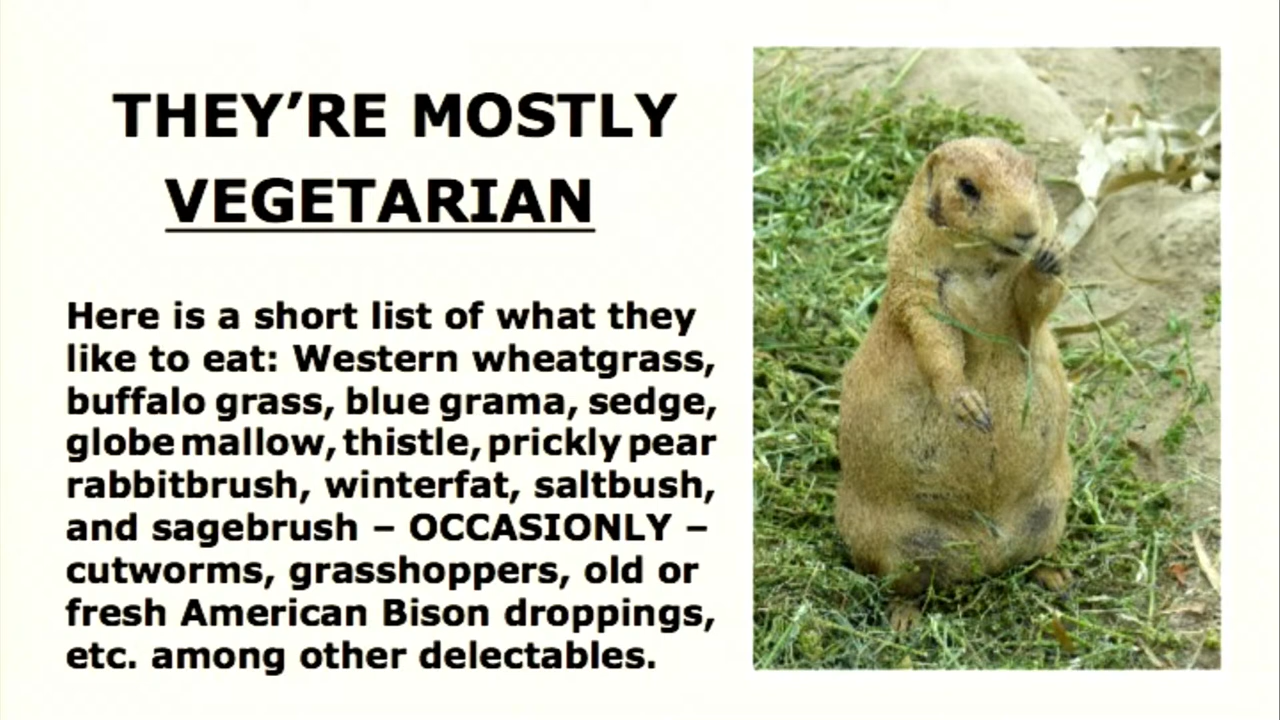 THEY’RE MOSTLY
VEGETARIAN
Here is a short list of what they
like to eat: Western wheatgrass,
buffalo grass, blue grama, sedge,
globe mallow, thistle, prickly pear
rabbitbrush, winterfat, saltbush,
and sagebrush – OCCASIONLY –
cutworms, grasshoppers, old or
fresh American Bison droppings,
etc. among other delectables.